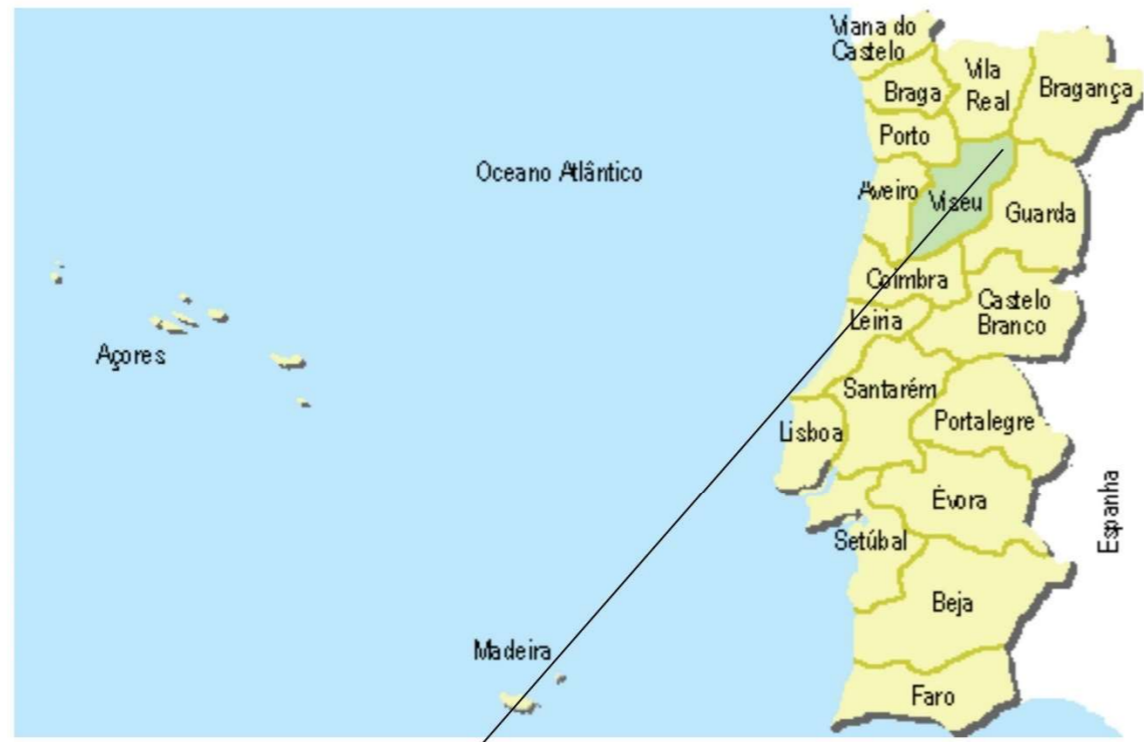 Viana do
Castelo
Braga
Vila
Real
Bragança
Porto
Oceano Atlântico
Aveiro
Viseu
Guarda
Coimbra
Castelo
Branco
Leiria
Açores
Santarém
Lisboa
Portalegre
Évora
Espanha
Setúbal
Beja
Madeira
Faro